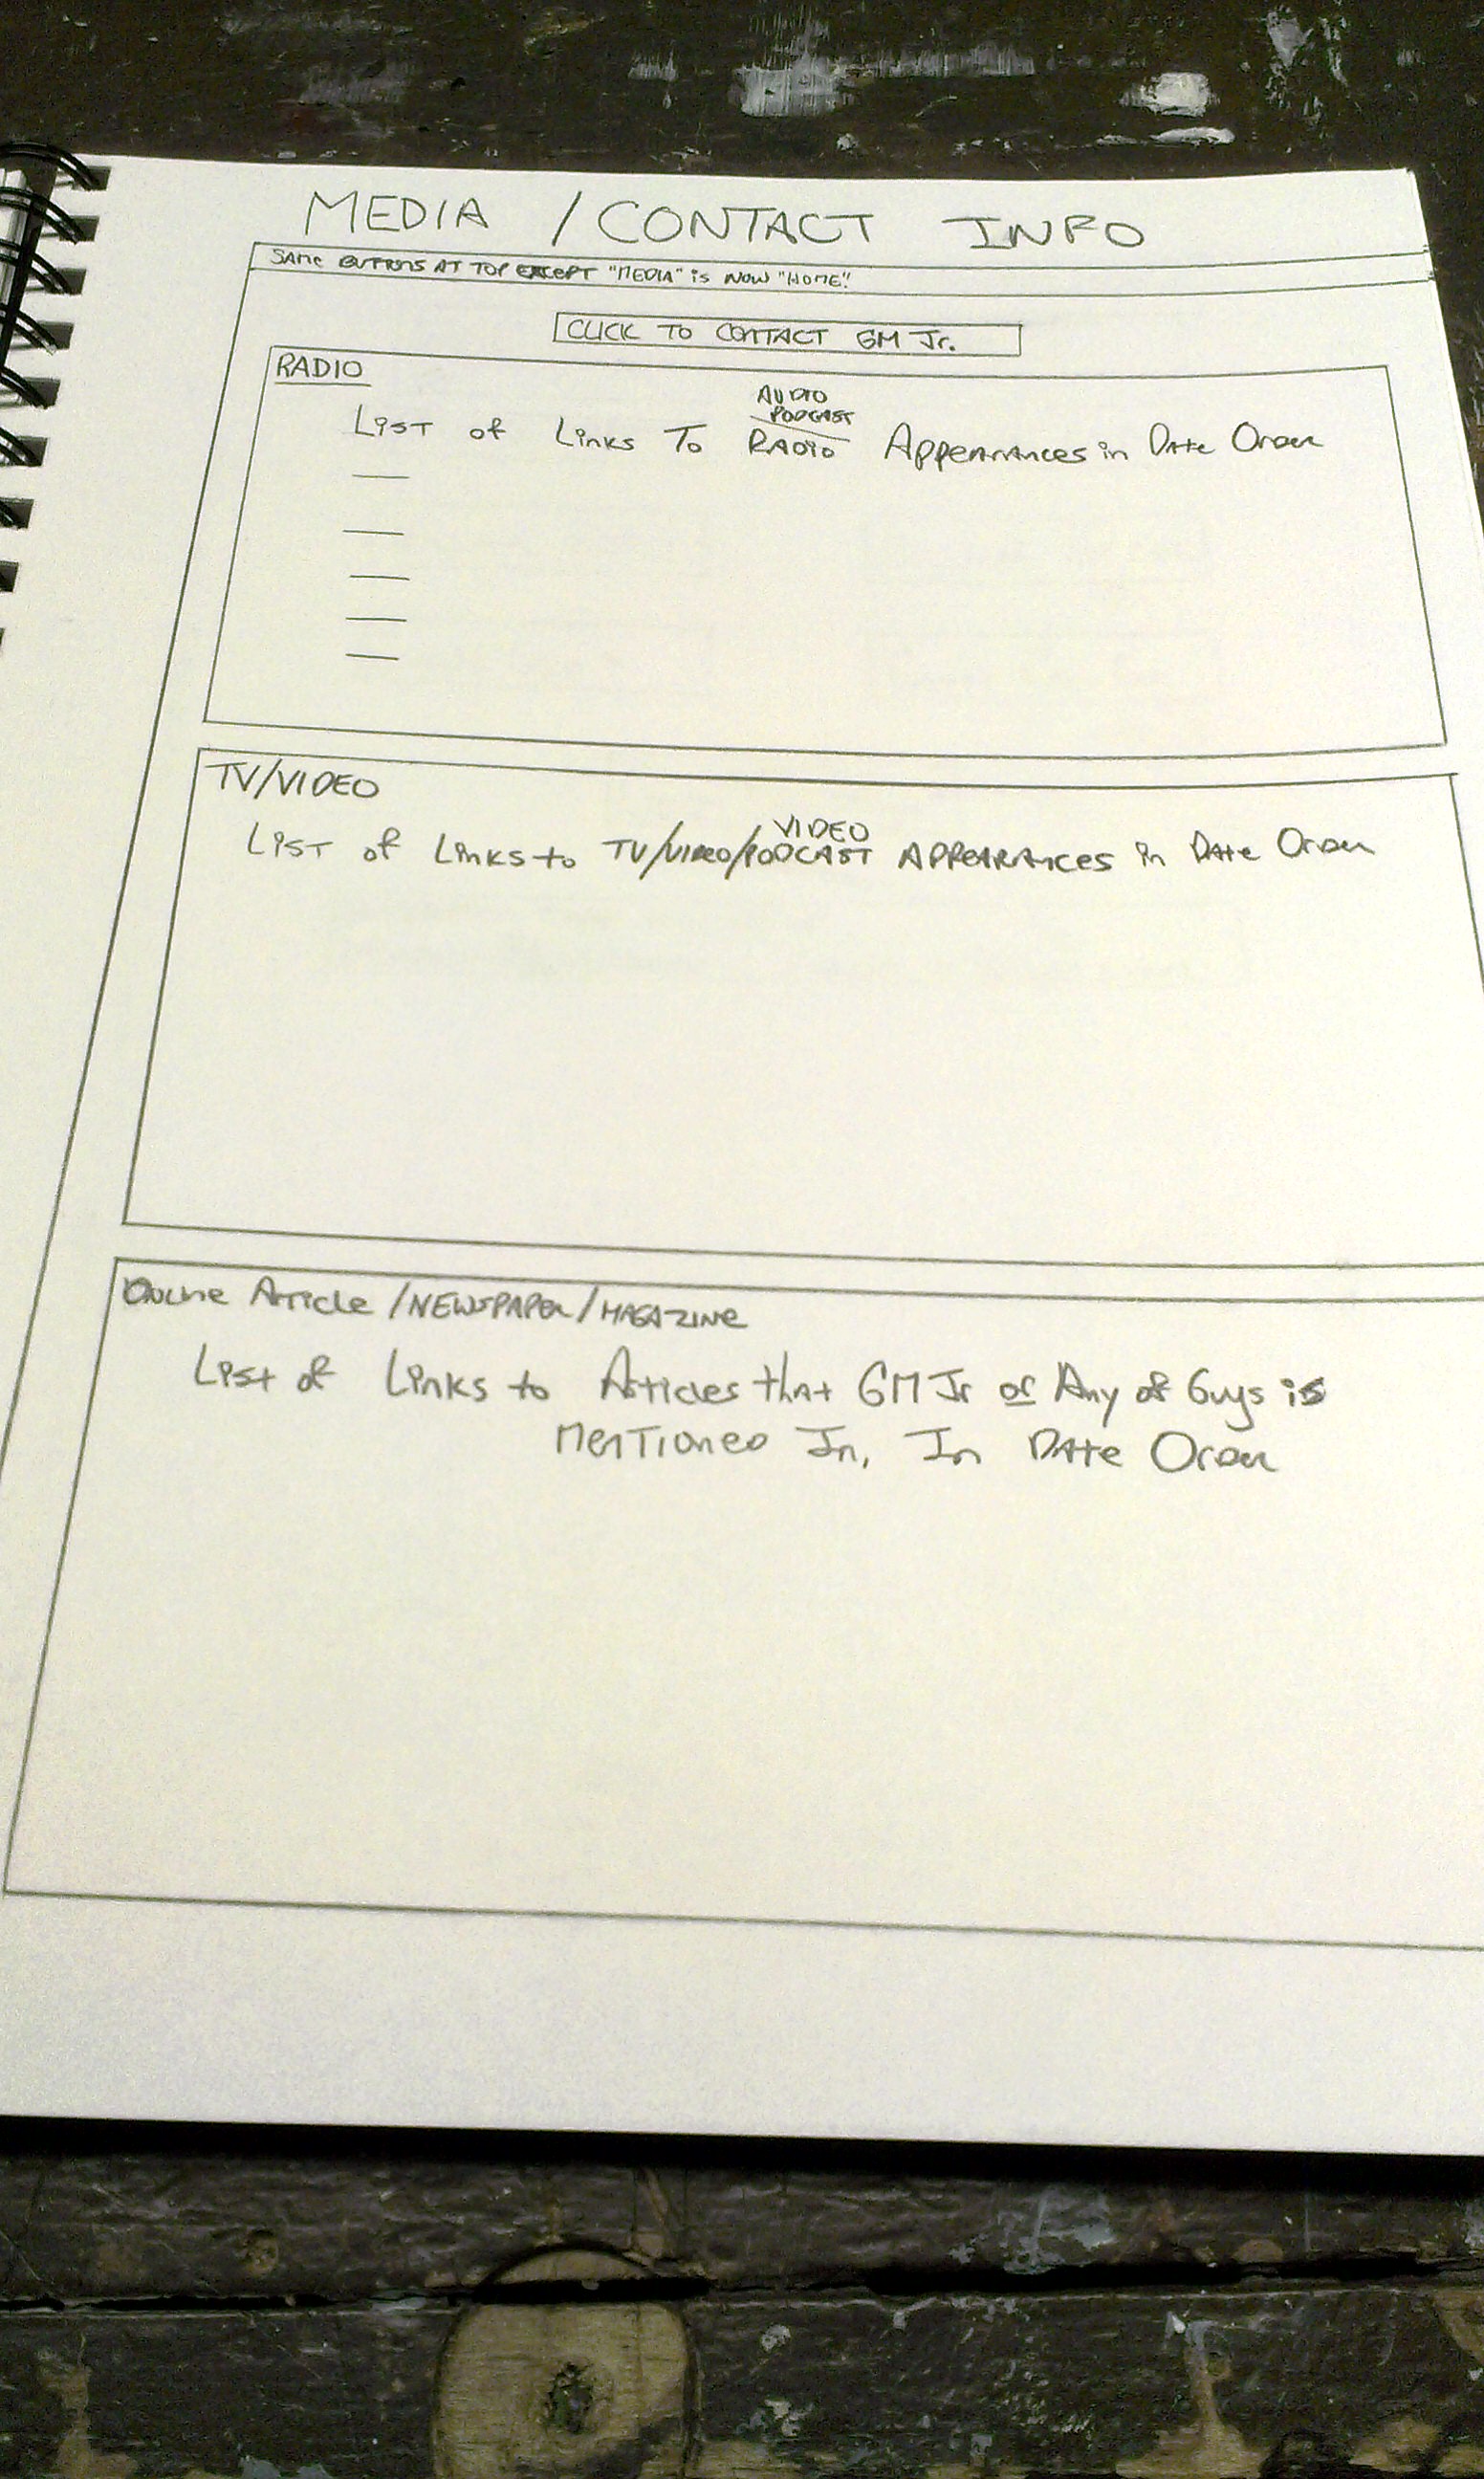 MEDIA / CONTACT INFO
SAME BUTTONS AT TOP EXCEPT "MEDIA" is NOW "HOME".
CLICK TO CONTACT GM Jr.
RADIO
AUDIO
PODCAST
LIST of Links To RADIO Appearances in Date Order
TV/VIDEO
VIDEO
LIST of Links to TV/VIDEO/PODCAST APPEARANCES in Date Order
Online Article / NEWSPAPER / MAGAZINE
List of Links to Articles that GM Jr or Any of Guys is
Mentioned In, In Date Order